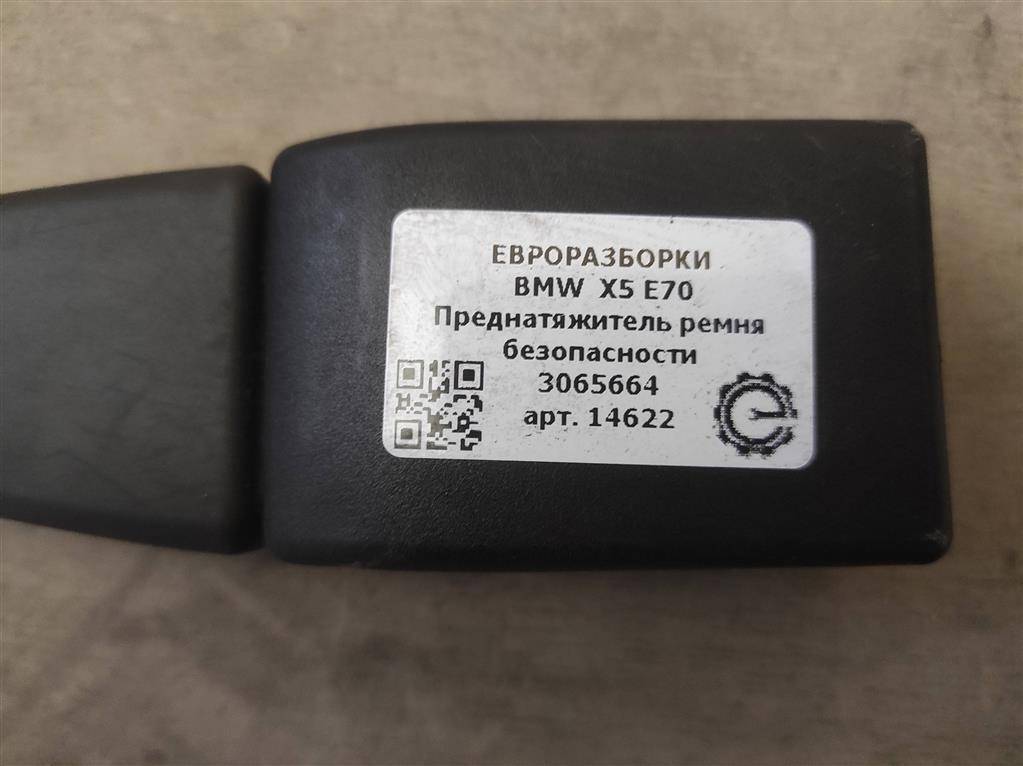 ЕВРОРАЗБОРКИ
BMW X5 E70
Преднатяжитель ремня
безопасности
3065664
арт. 14622